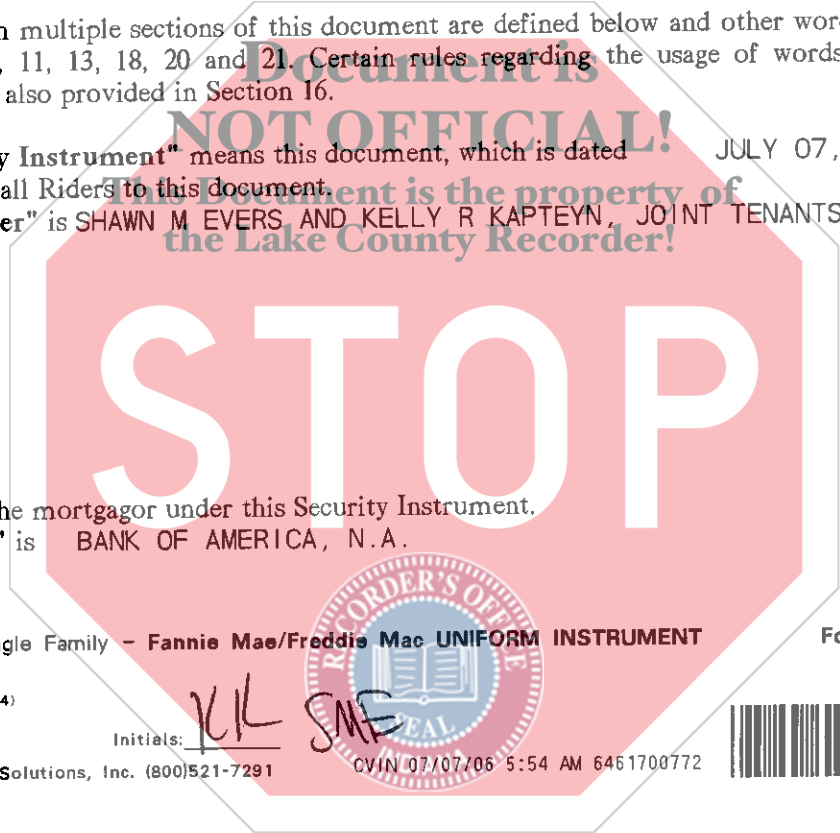 n multiple sections of this document are defined below and other wor
, 11, 13, 18, 20 and 21. Certain rules regarding the usage of words
also provided in Section 16.
Document is
NOT OFFICIAL!
This Document is the property of
the Lake County Recorder!
y Instrument" means this document, which is dated JULY 07,
all Riders to this document.
er" is SHAWN M EVERS AND KELLY R KAPTEYN, JOINT TENANTS
STOP
he mortgagor under this Security Instrument.
" is BANK OF AMERICA, N.A.
RECORDER'S OFFICE
SEAL
gle Family – Fannie Mae/Freddie Mac UNIFORM INSTRUMENT Fo
4)
Initials: SME
Solutions, Inc. (800)521-7291 CVIN 07/07/06 5:54 AM 6461700772